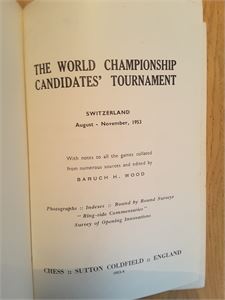 THE WORLD CHAMPIONSHIP
CANDIDATES' TOURNAMENT
SWITZERLAND
August - November, 1953
With notes to all the games collated
from numerous sources and edited by
BARUCH H. WOOD
Photographs :: Indexes :: Round by Round Surveys
"Ring-side Commentaries"
Survey of Opening Innovations
CHESS :: SUTTON COLDFIELD :: ENGLAND